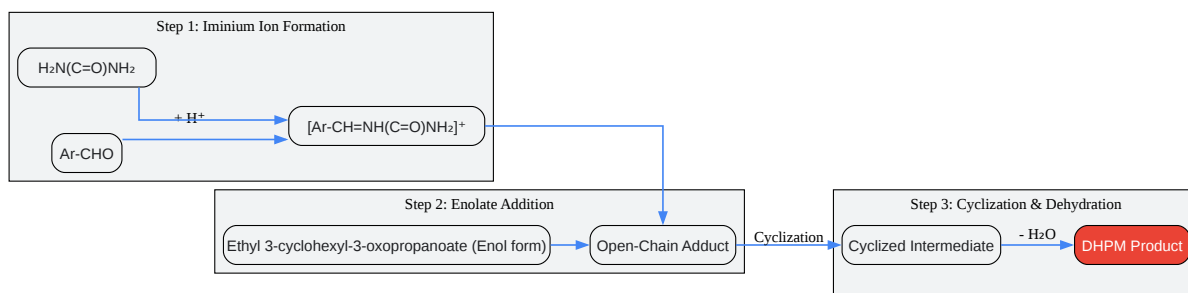 Step 1: Iminium Ion Formation
H₂N(C=O)NH₂
+ H⁺
[Ar-CH=NH(C=O)NH₂]⁺
Ar-CHO
Step 2: Enolate Addition
Ethyl 3-cyclohexyl-3-oxopropanoate (Enol form)
Open-Chain Adduct
Cyclization
Step 3: Cyclization & Dehydration
Cyclized Intermediate
- H₂O
DHPM Product